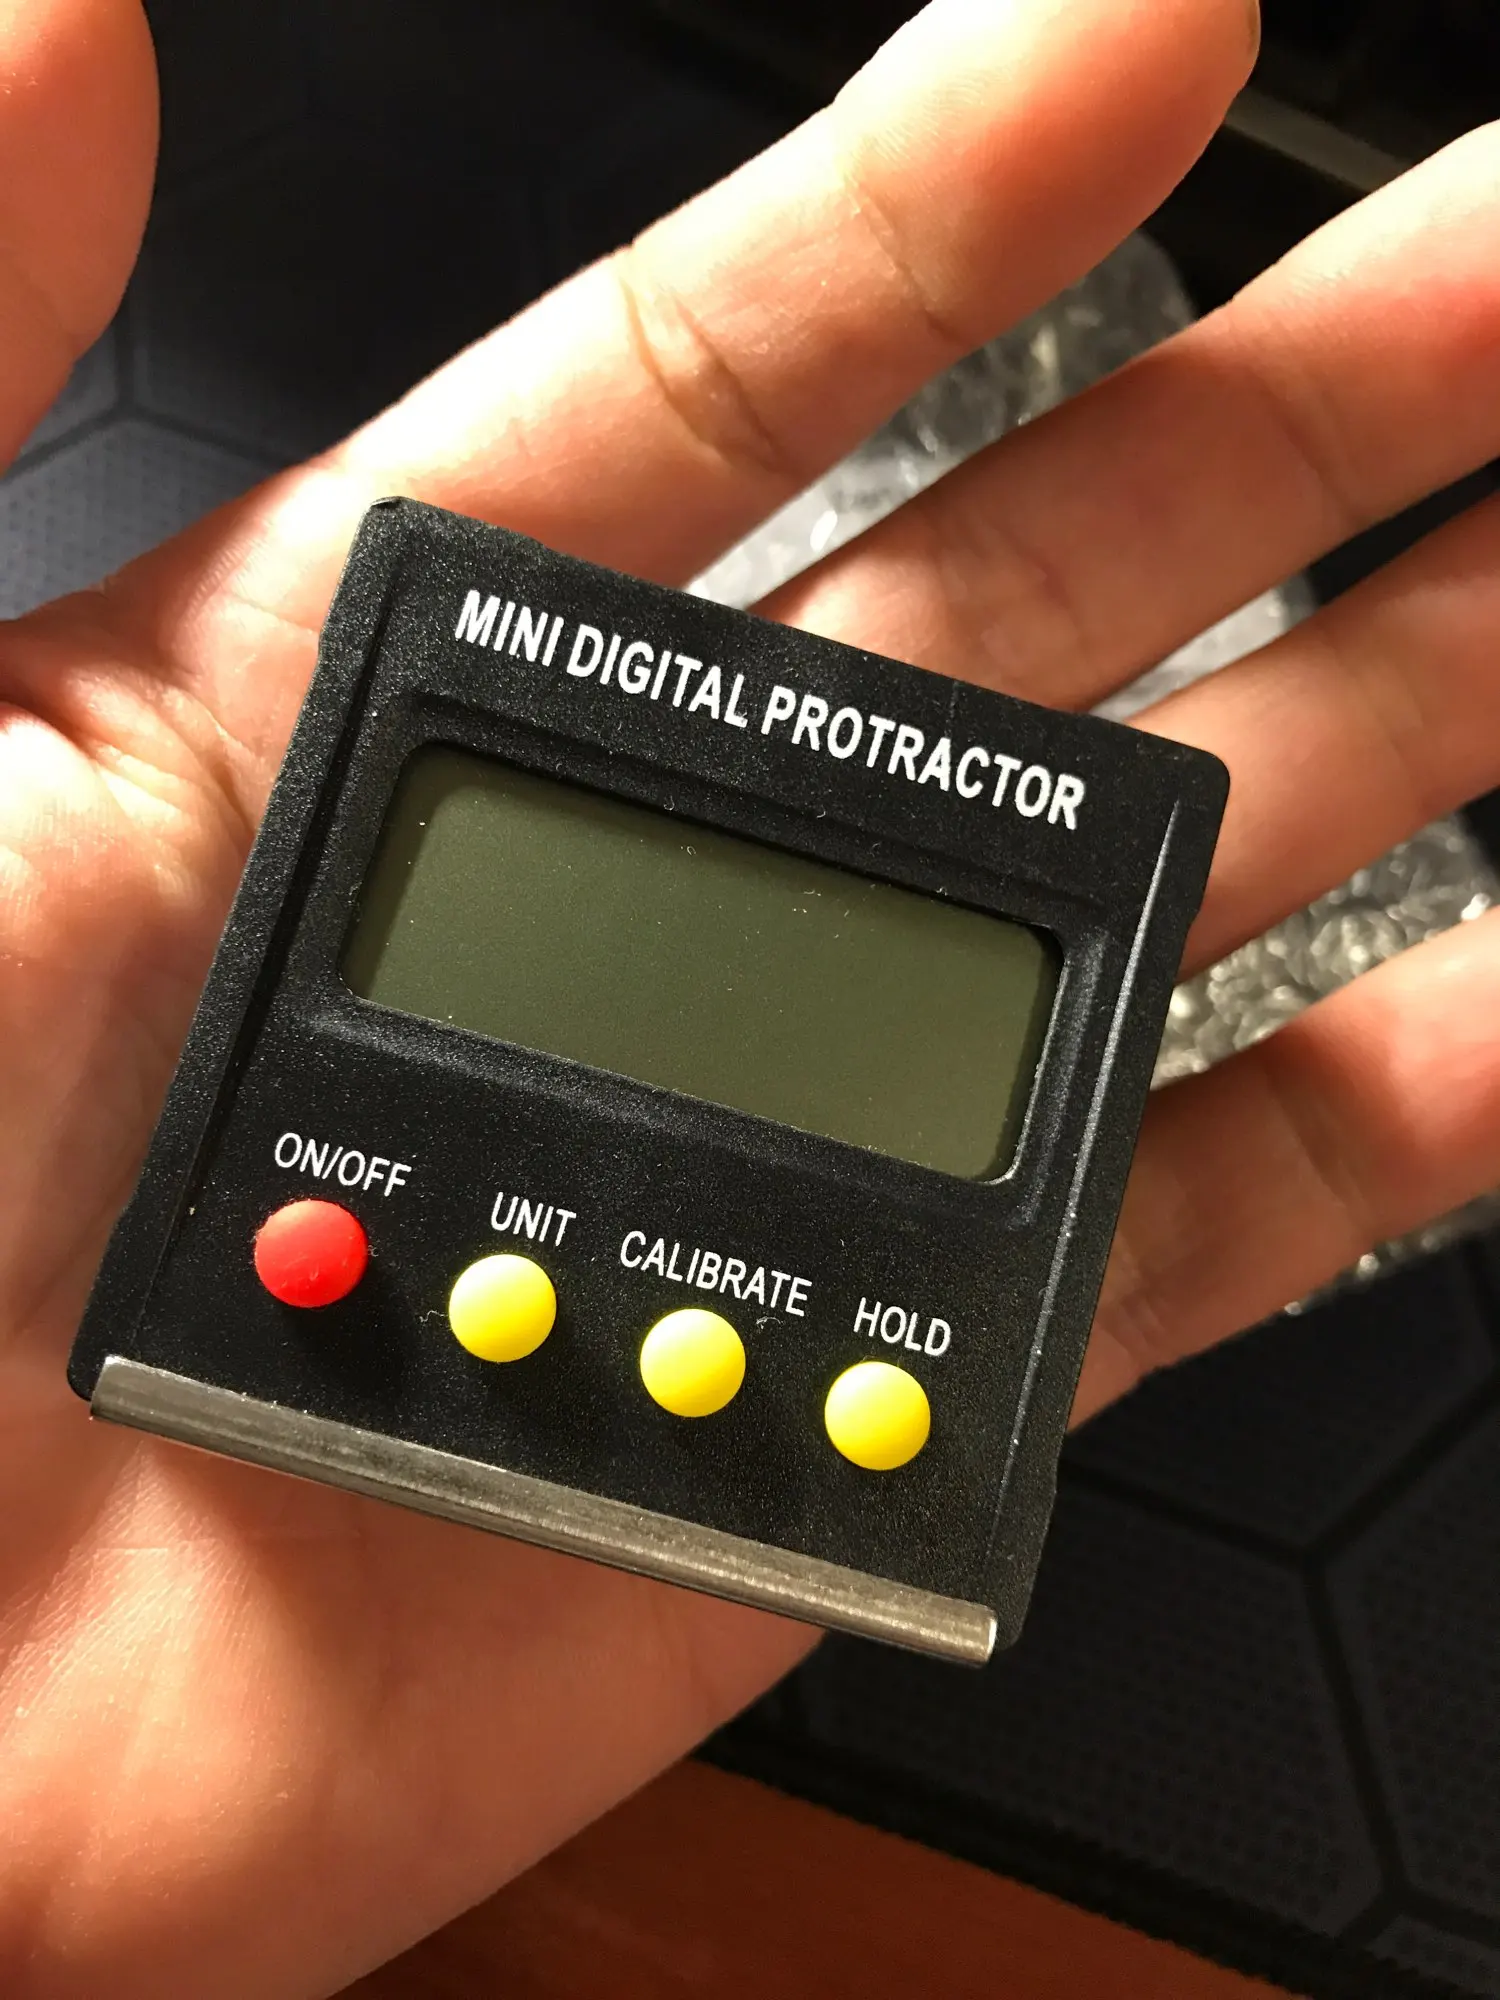 MINI DIGITAL PROTRACTOR
ON/OFF
UNIT
CALIBRATE
HOLD